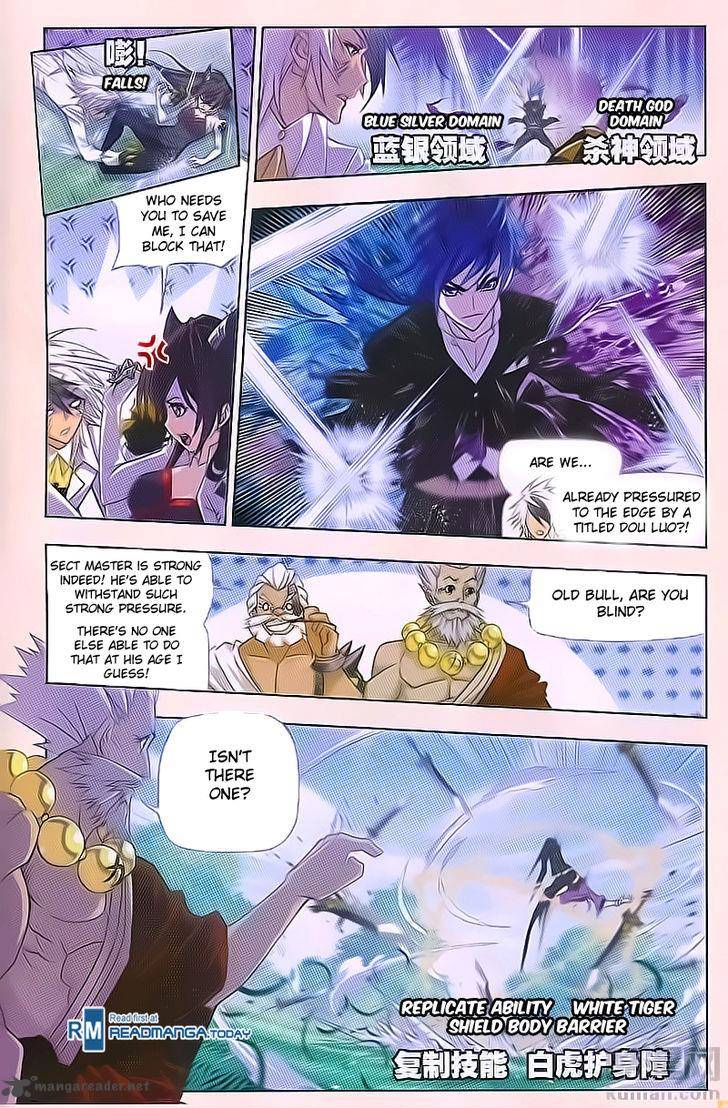 嘭!
FALLS!
BLUE SILVER DOMAIN
蓝银领域
DEATH GOD
DOMAIN
杀神领域
WHO NEEDS
YOU TO SAVE
ME, I CAN
BLOCK THAT!
ARE WE...
ALREADY PRESSURED
TO THE EDGE BY A
TITLED DOU LUO?!
SECT MASTER IS STRONG
INDEED! HE'S ABLE TO
WITHSTAND SUCH
STRONG PRESSURE.
THERE'S NO ONE
ELSE ABLE TO DO
THAT AT HIS AGE I
GUESS!
OLD BULL, ARE YOU
BLIND?
ISN'T
THERE
ONE?
REPLICATE ABILITY WHITE TIGER
SHIELD BODY BARRIER
复制技能 白虎护身障
RM Read first at
READMANGA.TODAY
mangareader.net
kuman.com